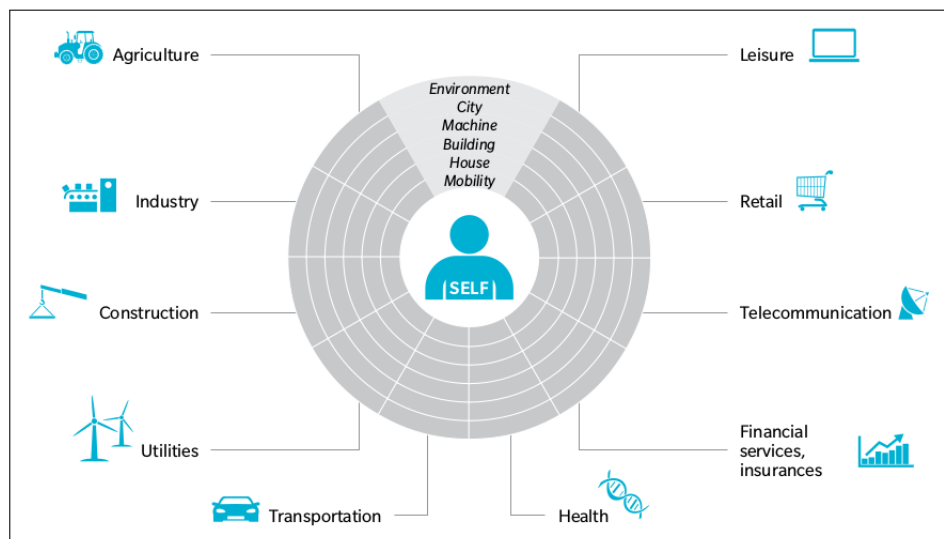 Agriculture
Leisure
Environment
City
Machine
Building
House
Mobility
Industry
Retail
SELF
Construction
Telecommunication
Utilities
Financial
services,
insurances
Transportation
Health